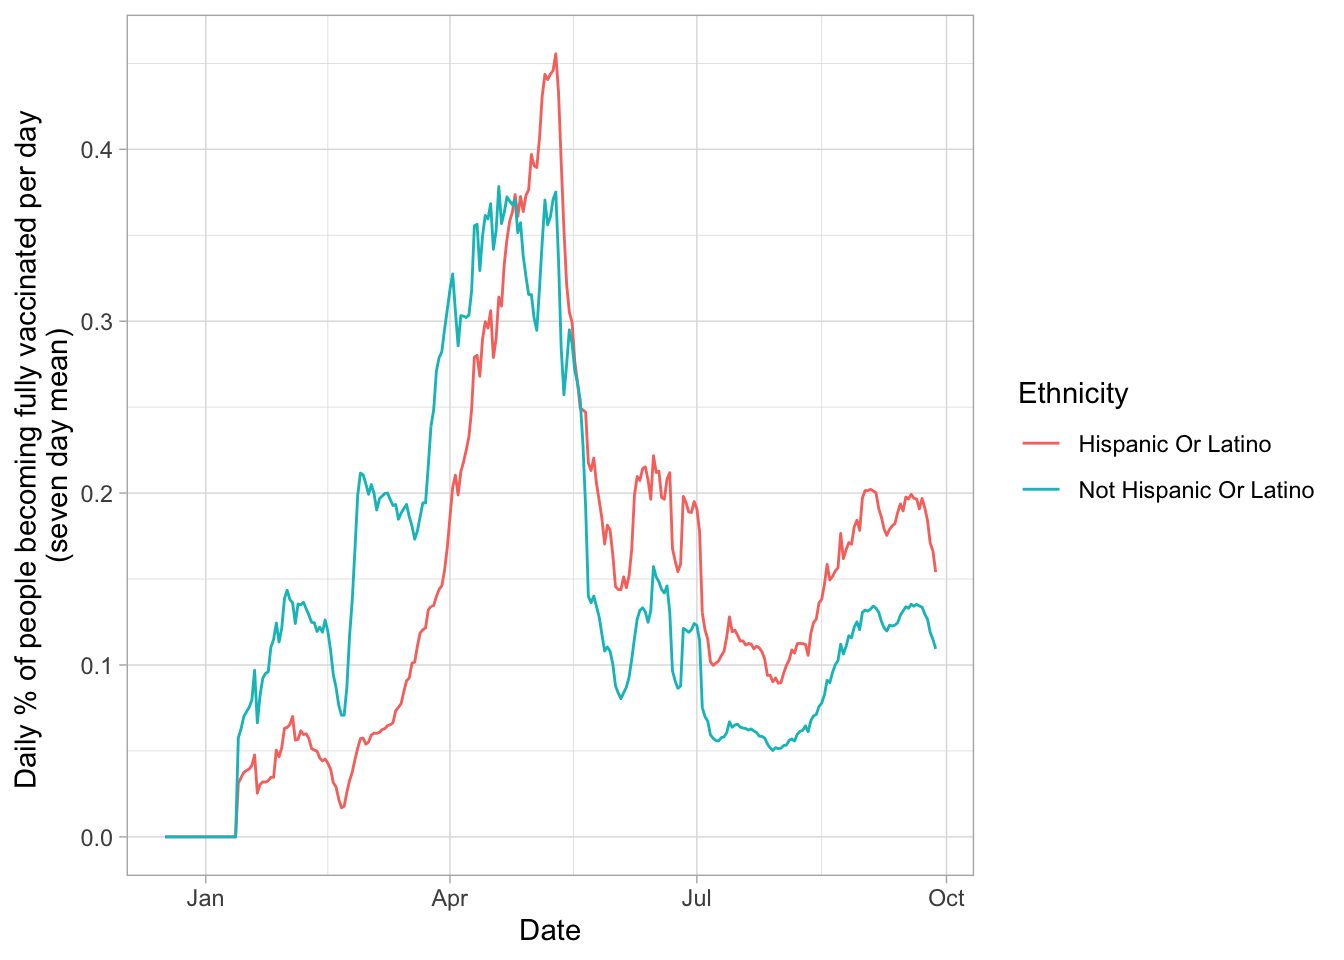 Daily % of people becoming fully vaccinated per day
(seven day mean)
0.4
0.3
0.2
0.1
0.0
Jan
Apr
Jul
Oct
Date
Ethnicity
Hispanic Or Latino
Not Hispanic Or Latino